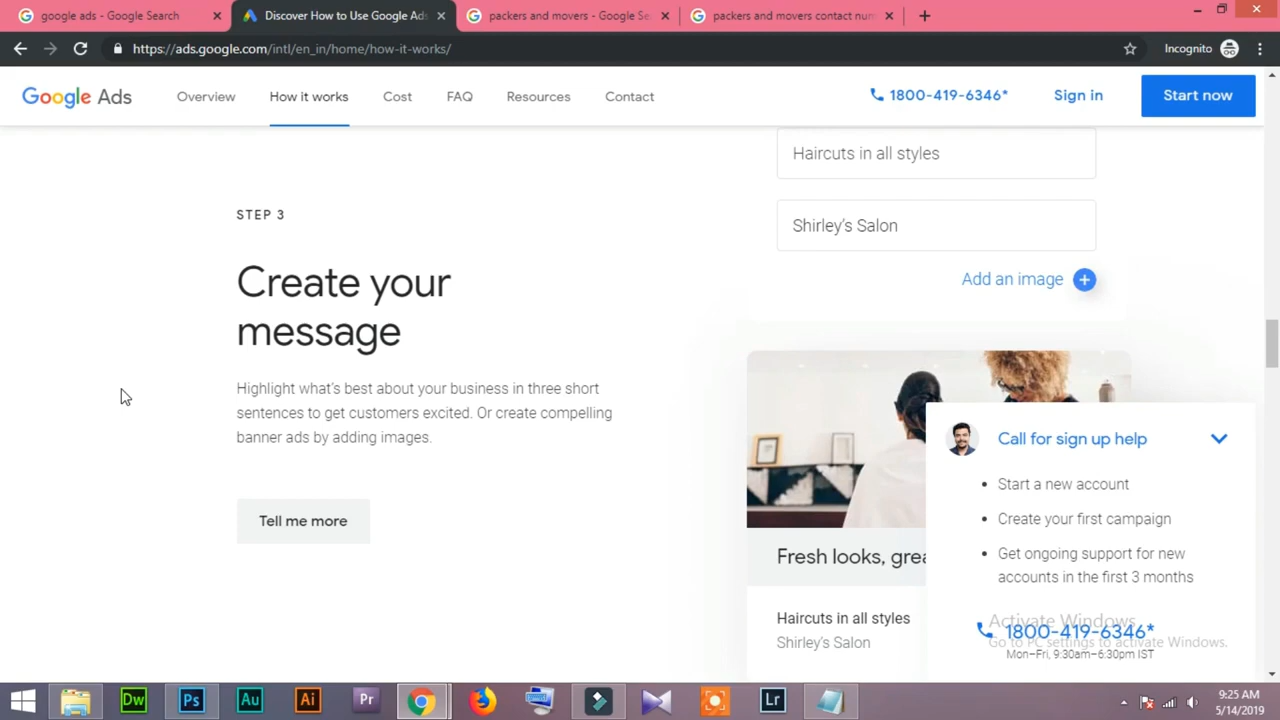 google ads - Google Search
Discover How to Use Google Ads
packers and movers - Google Se
packers and movers contact num
https://ads.google.com/intl/en_in/home/how-it-works/
Incognito
Google Ads
Overview
How it works
Cost
FAQ
Resources
Contact
1800-419-6346*
Sign in
Start now
Haircuts in all styles
Shirley's Salon
Add an image
STEP 3
Create your
message
Highlight what's best about your business in three short
sentences to get customers excited. Or create compelling
banner ads by adding images.
Tell me more
Fresh looks, grea
Haircuts in all styles
Shirley's Salon
Call for sign up help
Start a new account
Create your first campaign
Get ongoing support for new
accounts in the first 3 months
Activate Windows
1800-419-6346*
Go to PC settings to activate Windows.
Mon–Fri, 9:30am–6:30pm IST
Dw
Ps
Au
Ai
Pr
Lr
9:25 AM
5/14/2019